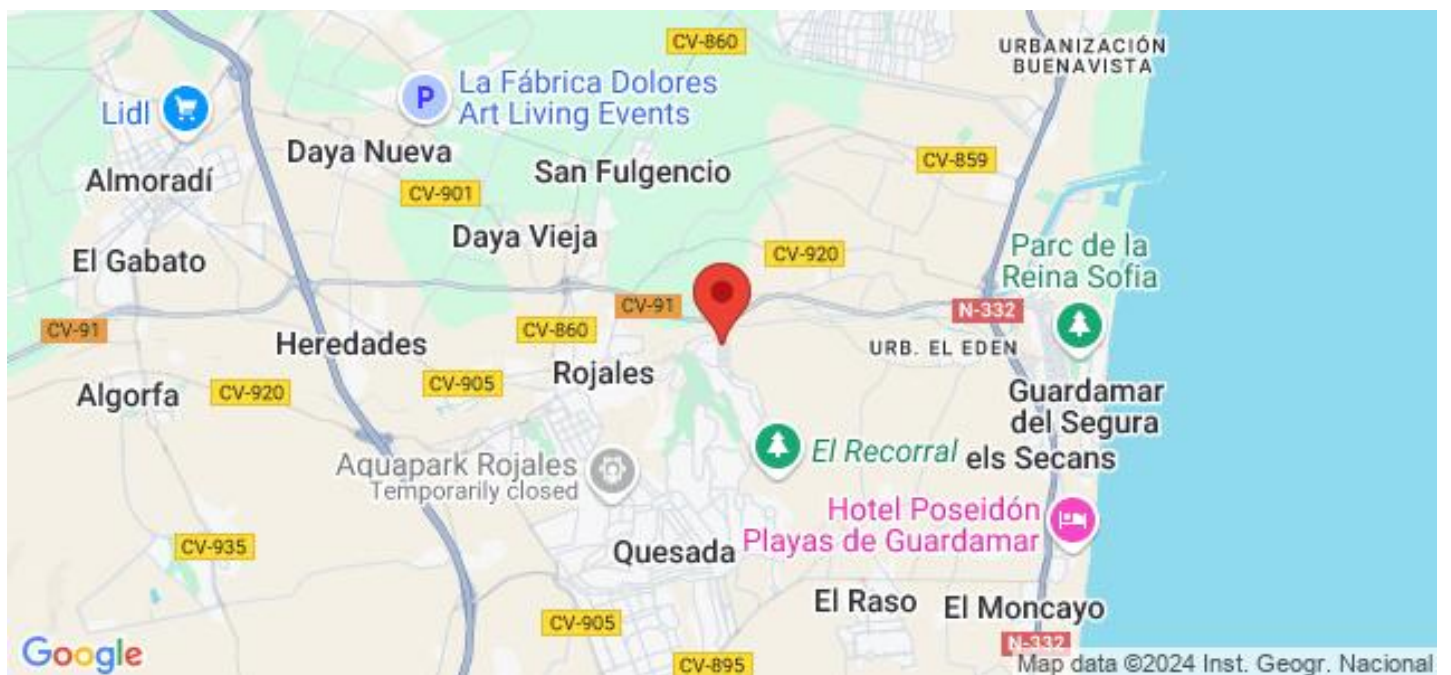 CV-860
URBANIZACIÓN
BUENAVISTA
La Fábrica Dolores
Art Living Events
P
Lidl
Daya Nueva
San Fulgencio
CV-859
Almoradí
CV-901
Daya Vieja
CV-920
El Gabato
Parc de la
Reina Sofia
CV-91
N-332
CV-91
CV-860
Heredades
URB. EL EDEN
Rojales
CV-905
Algorfa
CV-920
Guardamar
del Segura
El Recorral
els Secans
Aquapark Rojales
Temporarily closed
Hotel Poseidón
Playas de Guardamar
CV-935
Quesada
El Raso
El Moncayo
CV-905
N-332
Google
CV-895
Map data ©2024 Inst. Geogr. Nacional